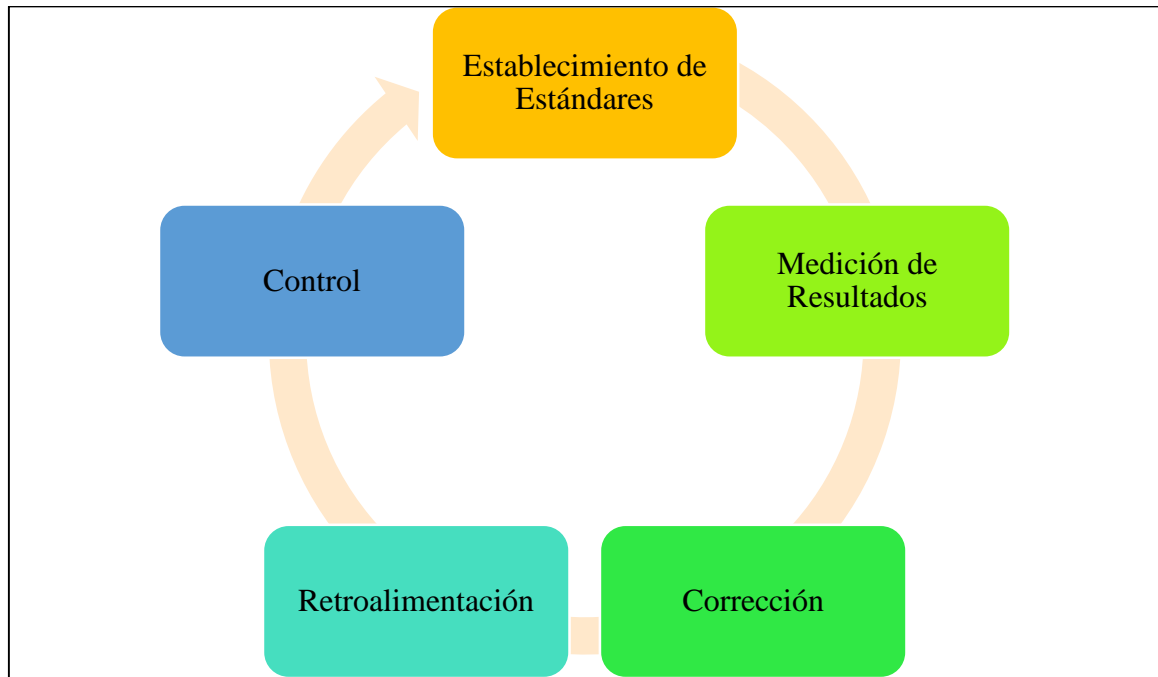 Establecimiento de
Estándares
Medición de
Resultados
Corrección
Retroalimentación
Control